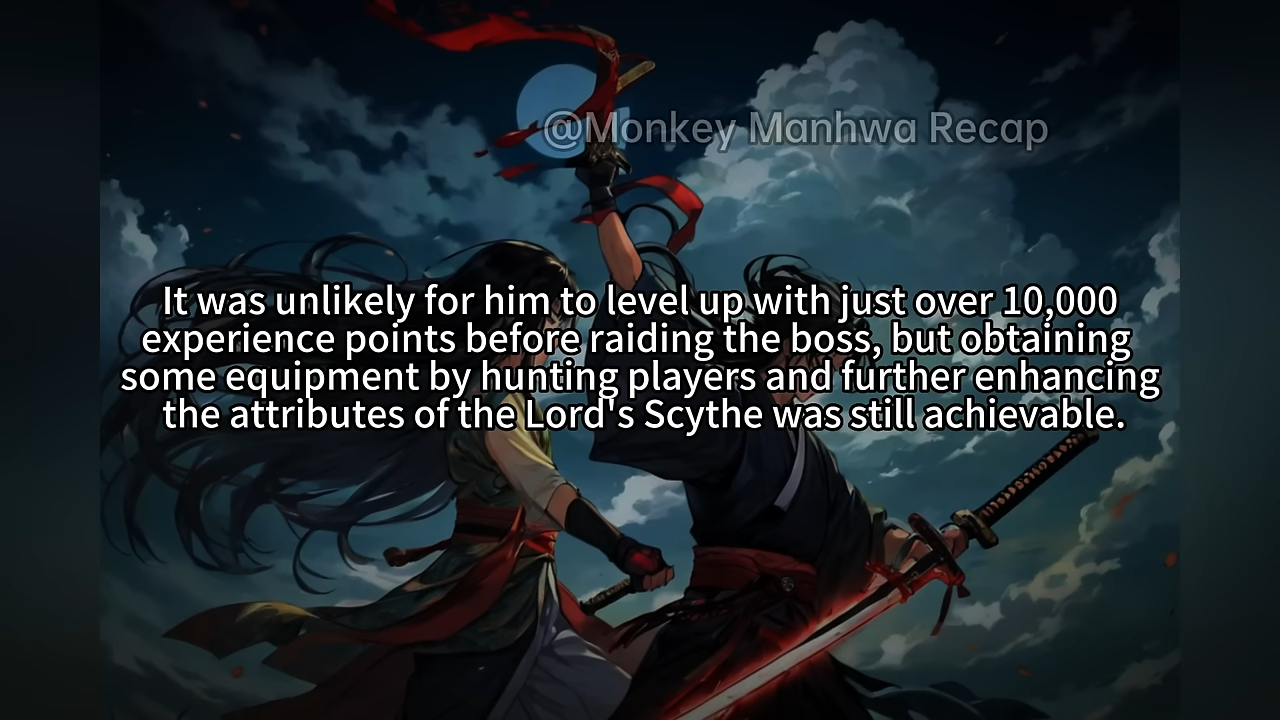 @Monkey Manhwa Recap
It was unlikely for him to level up with just over 10,000
experience points before raiding the boss, but obtaining
some equipment by hunting players and further enhancing
the attributes of the Lord's Scythe was still achievable.